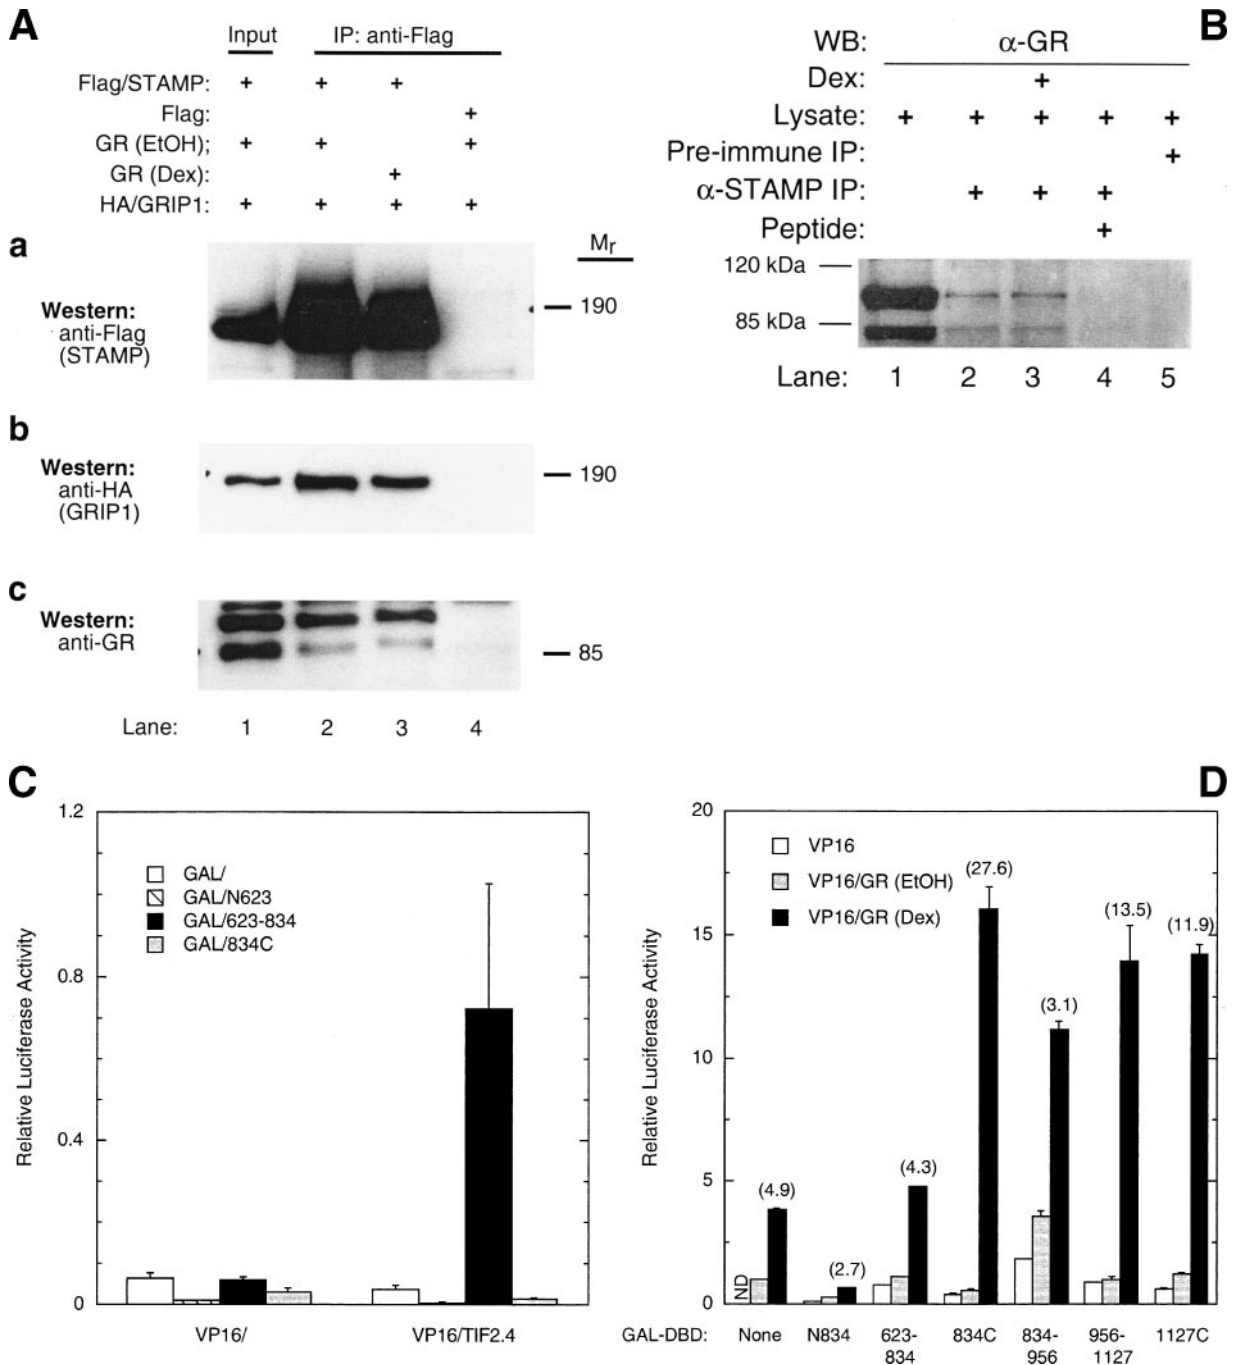 A
Input
IP: anti-Flag
Flag/STAMP: + + +
Flag: +
GR (EtOH); + + +
GR (Dex): +
HA/GRIP1: + + + +
a
Mr
Western:
anti-Flag
(STAMP)
190
b
Western:
anti-HA
(GRIP1)
190
c
Western:
anti-GR
85
Lane: 1 2 3 4
B
WB: α-GR
Dex: +
Lysate: + + + + +
Pre-immune IP: +
α-STAMP IP: + + +
Peptide: +
120 kDa
85 kDa
Lane: 1 2 3 4 5
C
1.2
0.8
0.4
0
Relative Luciferase Activity
GAL/
GAL/N623
GAL/623-834
GAL/834C
VP16/
VP16/TIF2.4
D
20
15
10
5
0
Relative Luciferase Activity
VP16
VP16/GR (EtOH)
VP16/GR (Dex)
(4.9)
(2.7)
(4.3)
(27.6)
(3.1)
(13.5)
(11.9)
ND
GAL-DBD: None N834 623- 834C 834- 956- 1127C
834 956 1127